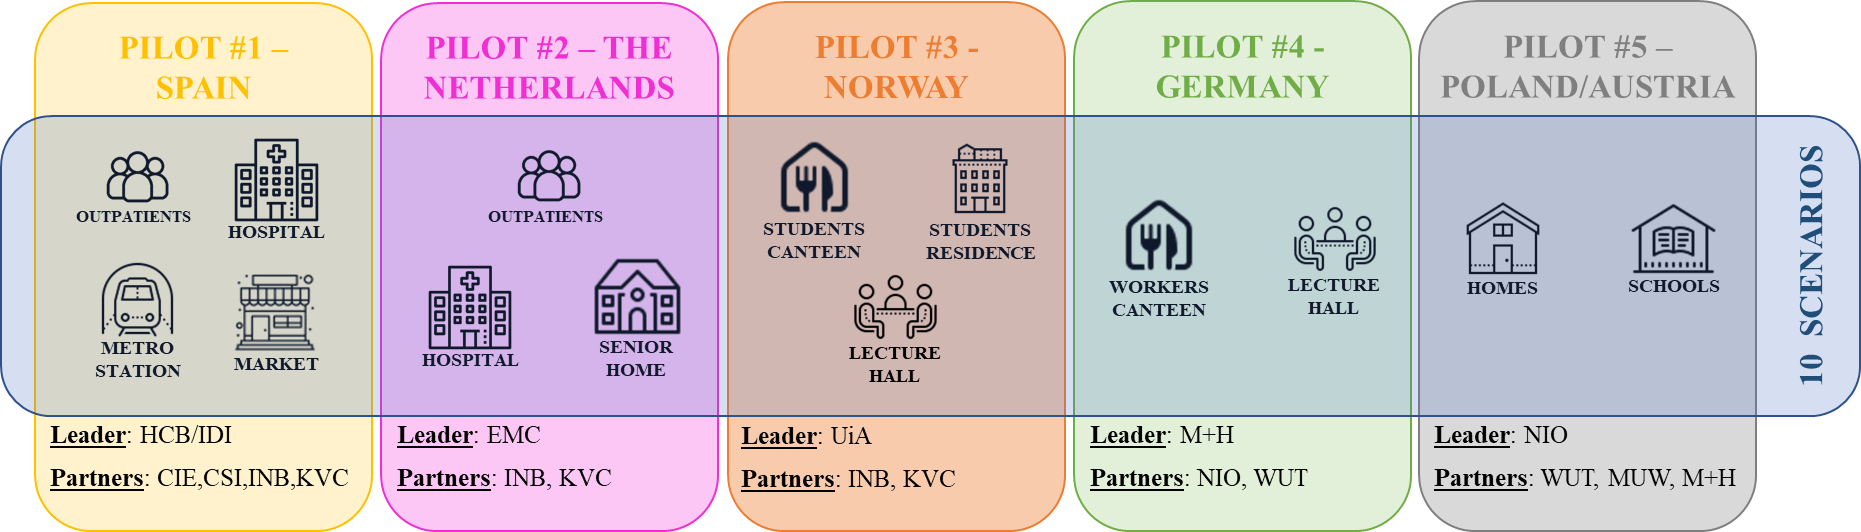 PILOT #1 –
SPAIN
OUTPATIENTS
HOSPITAL
METRO
STATION
MARKET
Leader: HCB/IDI
Partners: CIE,CSI,INB,KVC
PILOT #2 – THE
NETHERLANDS
OUTPATIENTS
HOSPITAL
SENIOR
HOME
Leader: EMC
Partners: INB, KVC
PILOT #3 -
NORWAY
STUDENTS
CANTEEN
STUDENTS
RESIDENCE
LECTURE
HALL
Leader: UiA
Partners: INB, KVC
PILOT #4 -
GERMANY
WORKERS
CANTEEN
LECTURE
HALL
Leader: M+H
Partners: NIO, WUT
PILOT #5 –
POLAND/AUSTRIA
HOMES
SCHOOLS
Leader: NIO
Partners: WUT, MUW, M+H
10 SCENARIOS